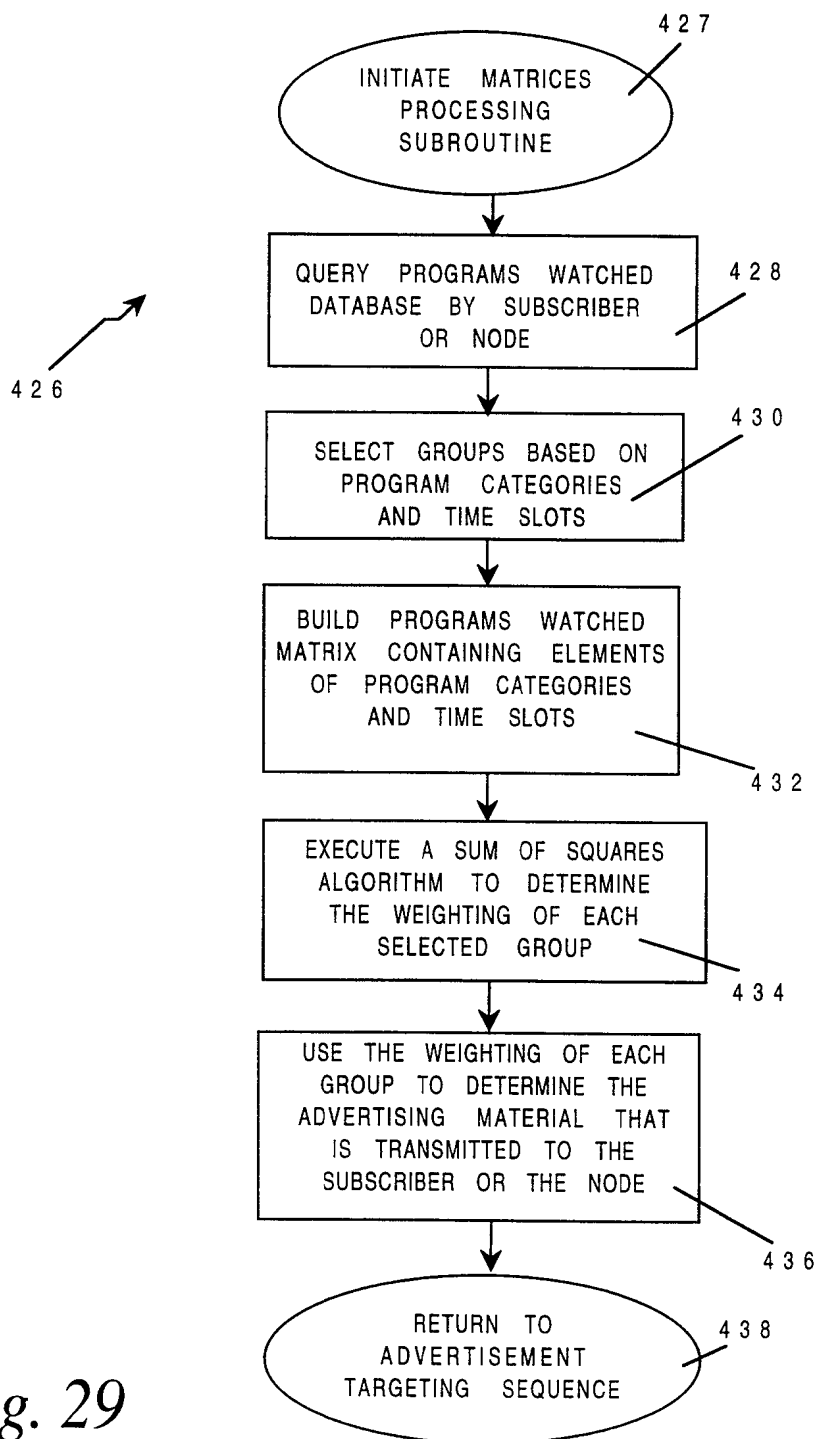 427
INITIATE MATRICES
PROCESSING
SUBROUTINE
QUERY PROGRAMS WATCHED
DATABASE BY SUBSCRIBER
OR NODE
428
426
430
SELECT GROUPS BASED ON
PROGRAM CATEGORIES
AND TIME SLOTS
BUILD PROGRAMS WATCHED
MATRIX CONTAINING ELEMENTS
OF PROGRAM CATEGORIES
AND TIME SLOTS
432
EXECUTE A SUM OF SQUARES
ALGORITHM TO DETERMINE
THE WEIGHTING OF EACH
SELECTED GROUP
434
USE THE WEIGHTING OF EACH
GROUP TO DETERMINE THE
ADVERTISING MATERIAL THAT
IS TRANSMITTED TO THE
SUBSCRIBER OR THE NODE
436
RETURN TO
ADVERTISEMENT
TARGETING SEQUENCE
438
g. 29